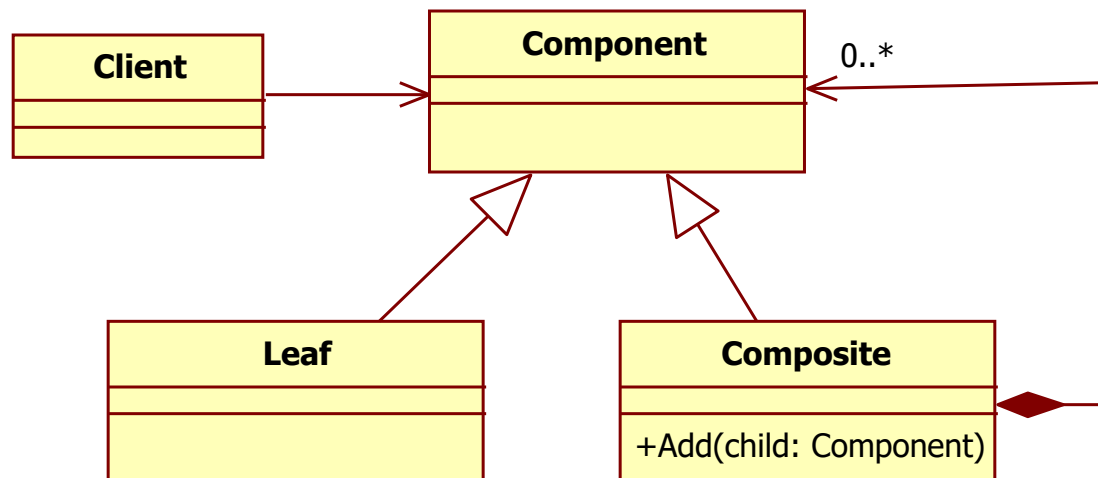 Client
Component
0..*
Leaf
Composite
+Add(child: Component)